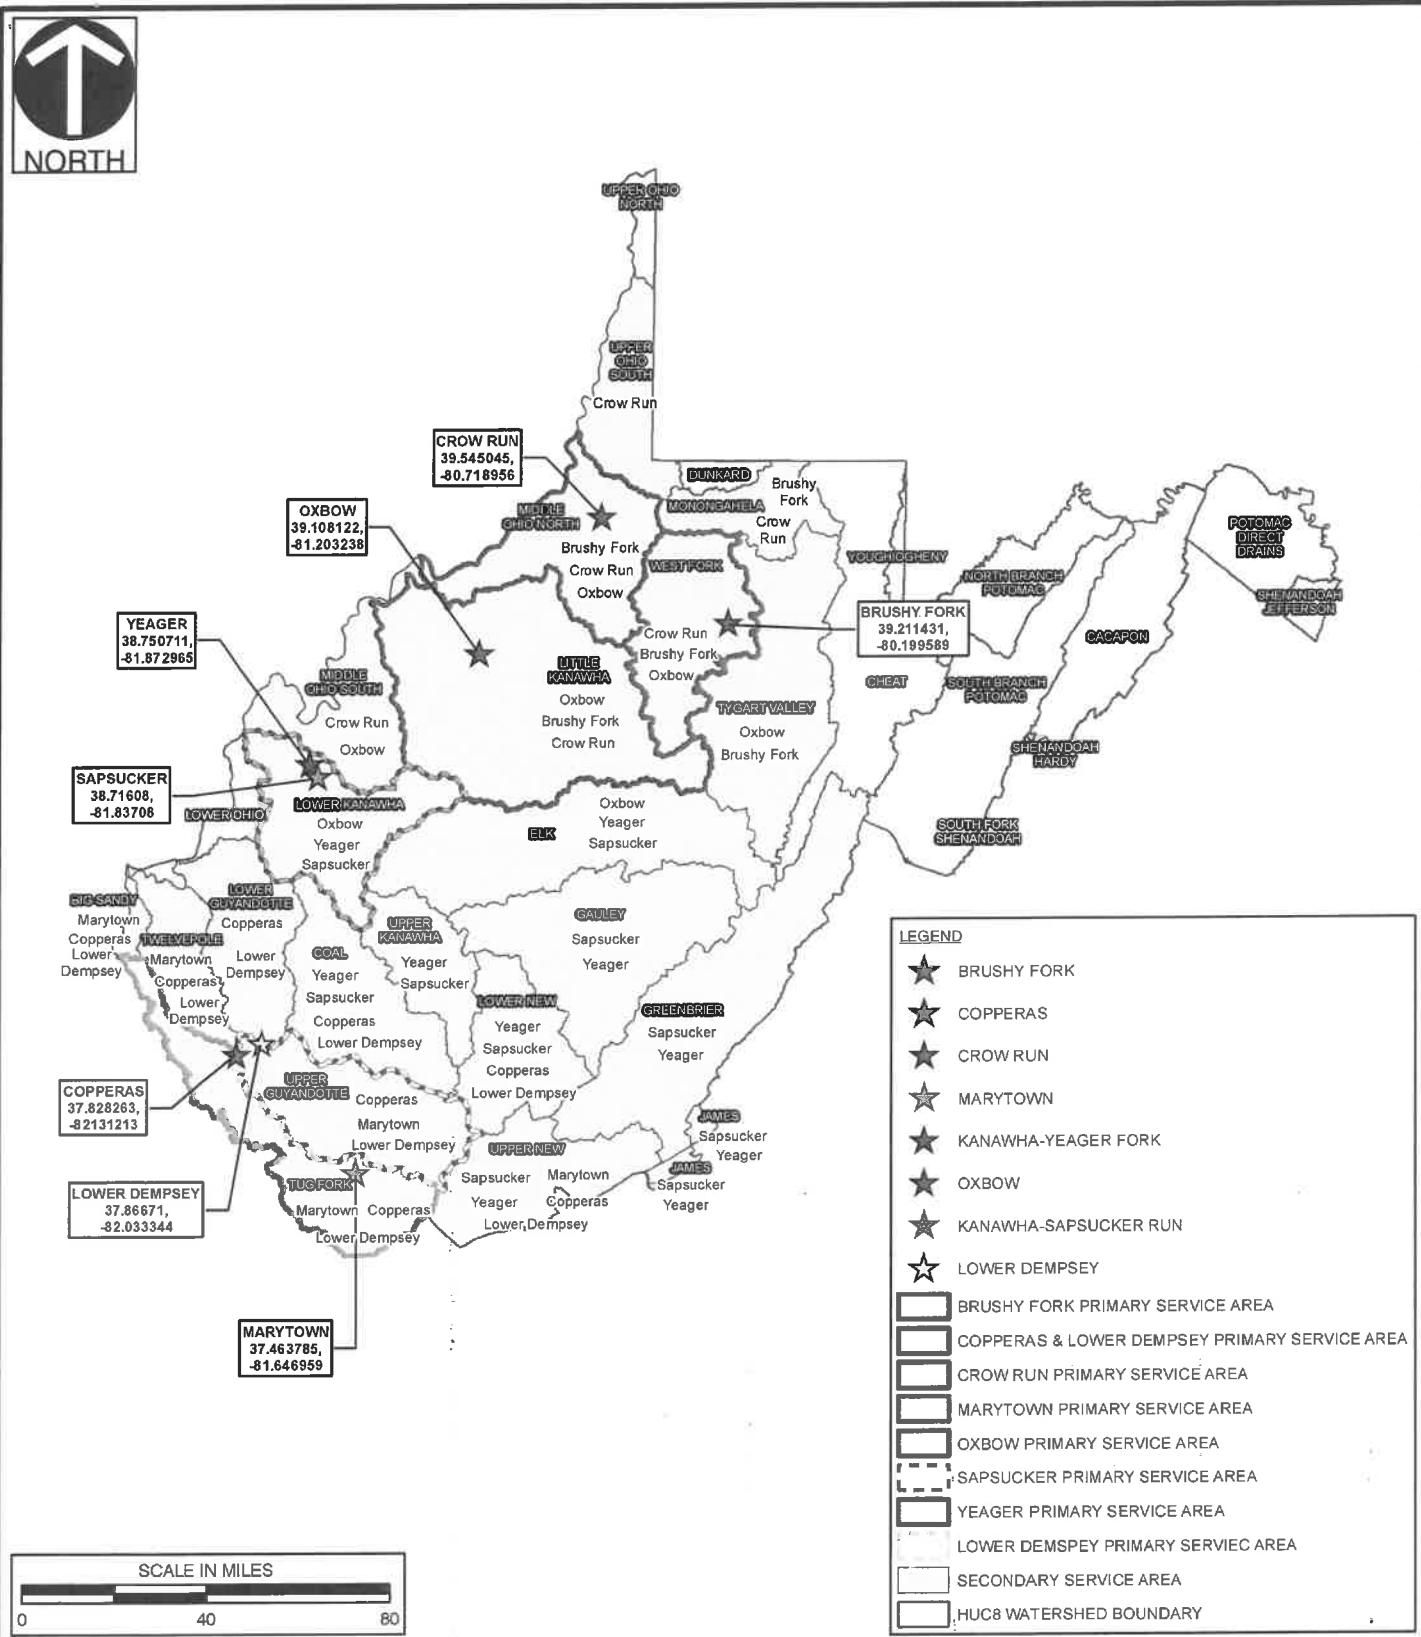 NORTH
UPPER OHIO
NORTH
UPPER
OHIO
SOUTH
Crow Run
CROW RUN
39.545045,
-80.718956
DUNKARD
Brushy
Fork
MONONGAHELA
Crow
Run
OXBOW
39.108122,
-81.203238
MIDDLE
OHIO NORTH
Brushy Fork
Crow Run
Oxbow
WEST FORK
YOUGHIOGHENY
NORTH BRANCH
POTOMAC
POTOMAC
DIRECT
DRAINS
SHENANDOAH
JEFFERSON
YEAGER
38.750711,
-81.872965
BRUSHY FORK
39.211431,
-80.199589
CACAPON
Crow Run
Brushy Fork
Oxbow
LITTLE
KANAWHA
Oxbow
Brushy Fork
Crow Run
MIDDLE
OHIO SOUTH
Crow Run
Oxbow
CHEAT
SOUTH BRANCH
POTOMAC
TYGART VALLEY
Oxbow
Brushy Fork
SHENANDOAH
HARDY
SAPSUCKER
38.71608,
-81.83708
LOWER OHIO
LOWER KANAWHA
Oxbow
Yeager
Sapsucker
ELK
Oxbow
Yeager
Sapsucker
SOUTH FORK
SHENANDOAH
BIG SANDY
Marytown
Copperas
Lower
Dempsey
TWELVEPOLE
Marytown
Copperas
Lower
Dempsey
LOWER
GUYANDOTTE
Copperas
Lower
Dempsey
COAL
Yeager
Sapsucker
Copperas
Lower Dempsey
UPPER
KANAWHA
Yeager
Sapsucker
GAULEY
Sapsucker
Yeager
LOWER NEW
Yeager
Sapsucker
Copperas
Lower Dempsey
GREENBRIER
Sapsucker
Yeager
COPPERAS
37.828263,
-82131213
UPPER
GUYANDOTTE
Copperas
Marytown
Lower Dempsey
JAMES
Sapsucker
Yeager
JAMES
Sapsucker
Yeager
UPPER NEW
Sapsucker
Marytown
Yeager
Copperas
Lower Dempsey
LOWER DEMPSEY
37.86671,
-82.033344
TUG FORK
Marytown
Copperas
Lower Dempsey
MARYTOWN
37.463785,
-81.646959
LEGEND
BRUSHY FORK
COPPERAS
CROW RUN
MARYTOWN
KANAWHA-YEAGER FORK
OXBOW
KANAWHA-SAPSUCKER RUN
LOWER DEMPSEY
BRUSHY FORK PRIMARY SERVICE AREA
COPPERAS & LOWER DEMPSEY PRIMARY SERVICE AREA
CROW RUN PRIMARY SERVICE AREA
MARYTOWN PRIMARY SERVICE AREA
OXBOW PRIMARY SERVICE AREA
SAPSUCKER PRIMARY SERVICE AREA
YEAGER PRIMARY SERVICE AREA
LOWER DEMSPEY PRIMARY SERVIEC AREA
SECONDARY SERVICE AREA
HUC8 WATERSHED BOUNDARY
SCALE IN MILES
0
40
80